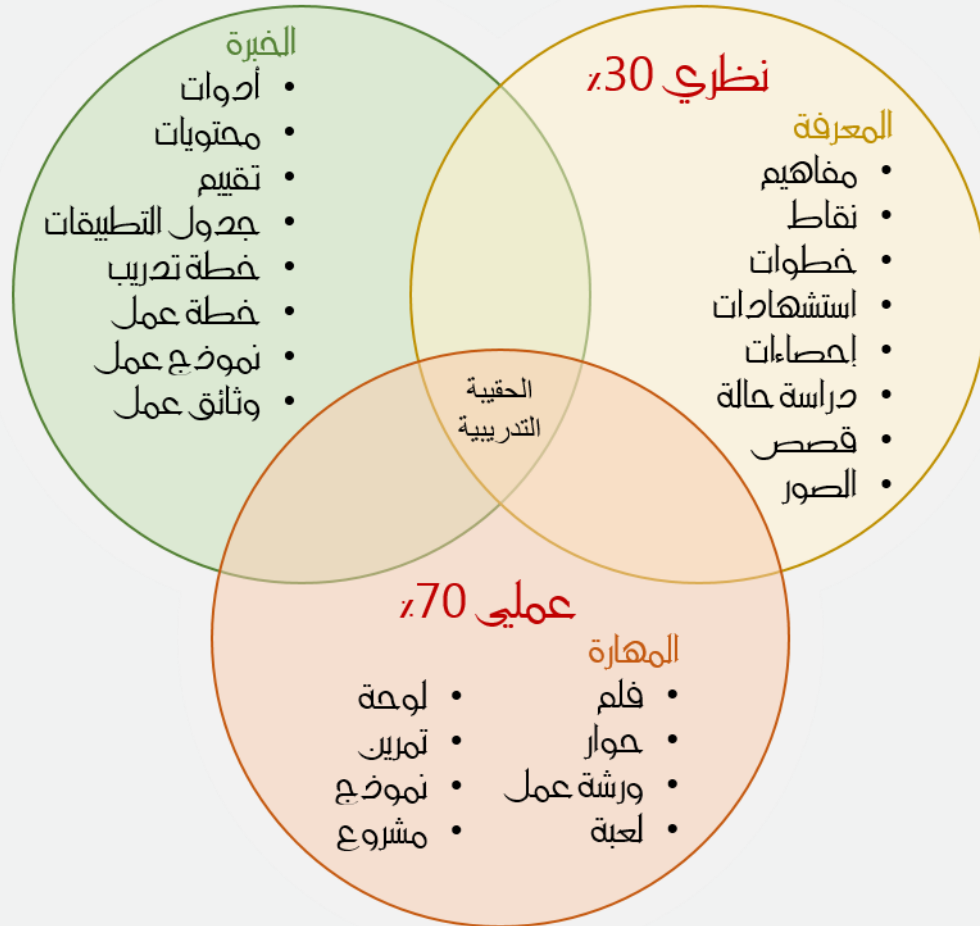 نظري 30٪
المعرفة
• مفاهيم
• نقاط
• خطوات
• استشهادات
• إحصاءات
• دراسة حالة
• قصص
• الصور
الخبرة
• أدوات
• محتويات
• تقييم
• جدول التطبيقات
• خطة تدريب
• خطة عمل
• نموذج عمل
• وثائق عمل
الحقيبة
التدريبية
عملي 70٪
المهارة
• فلم
• حوار
• ورشة عمل
• لعبة
• لوحة
• تمرين
• نموذج
• مشروع